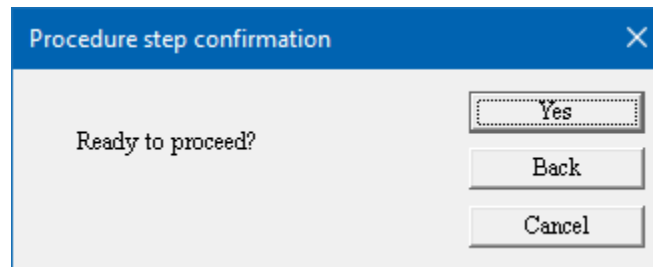 Procedure step confirmation
Ready to proceed?
Yes
Back
Cancel